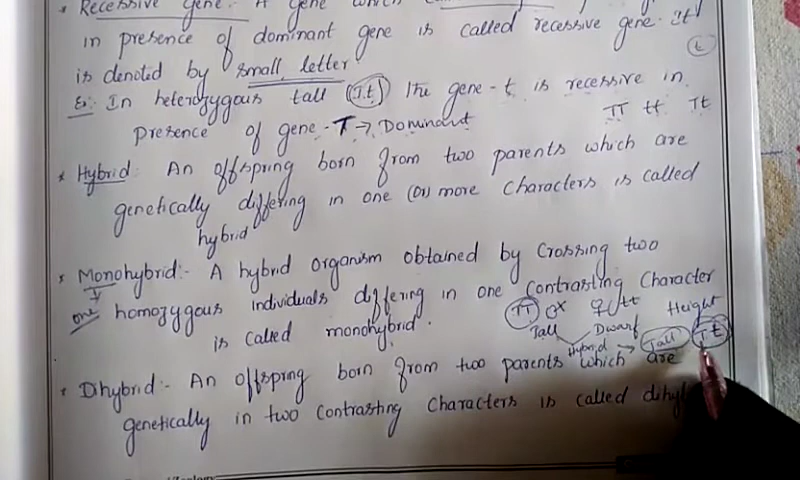 * Recessive gene:- A gene which
in presence of dominant gene is called recessive gene. It
is denoted by small letter t
Ex: In heterozygous tall (Tt) The gene-t is recessive in
presence of gene-T → Dominant TT tt Tt
* Hybrid: An offspring born from two parents which are
genetically differing in one (or) more characters is called
hybrid
* Monohybrid:- A hybrid organism obtained by Crossing two
one homozygous individuals differing in one Contrasting Character
is called monohybrid.
TT ♂ x ♀ tt Height
Tall Dwarf
Hybrid → Tall Tt
* Dihybrid:- An offspring born from two parents which are
genetically in two Contrasting Characters is called